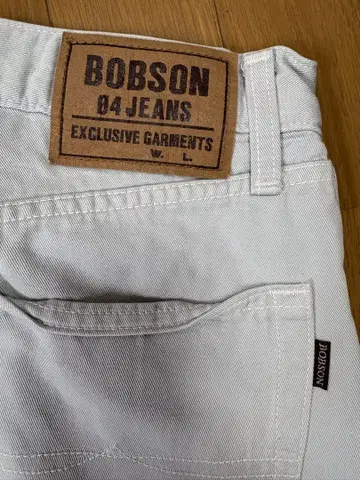 BOBSON
04 JEANS
EXCLUSIVE GARMENTS
W. L.
BOBSON